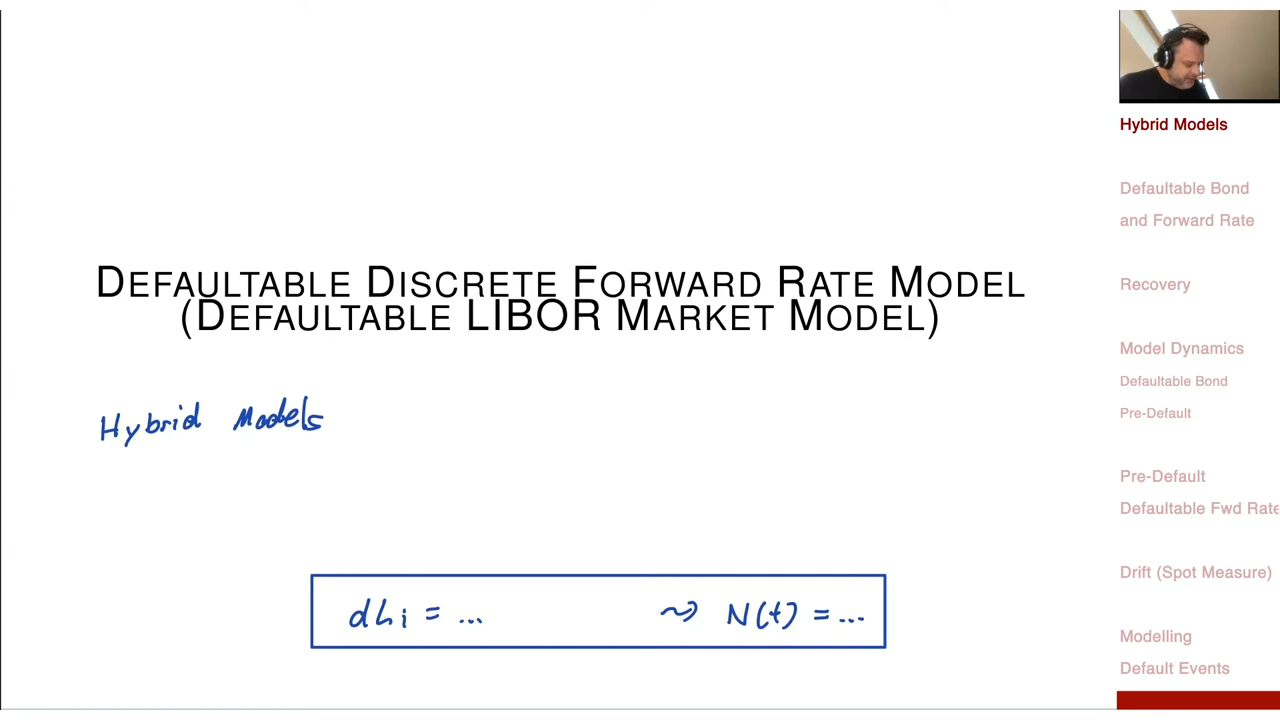 DEFAULTABLE DISCRETE FORWARD RATE MODEL
(DEFAULTABLE LIBOR MARKET MODEL)
Hybrid Models
dLi = ... ⇝ N(t) = ...
Hybrid Models
Defaultable Bond
and Forward Rate
Recovery
Model Dynamics
Defaultable Bond
Pre-Default
Pre-Default
Defaultable Fwd Rate
Drift (Spot Measure)
Modelling
Default Events